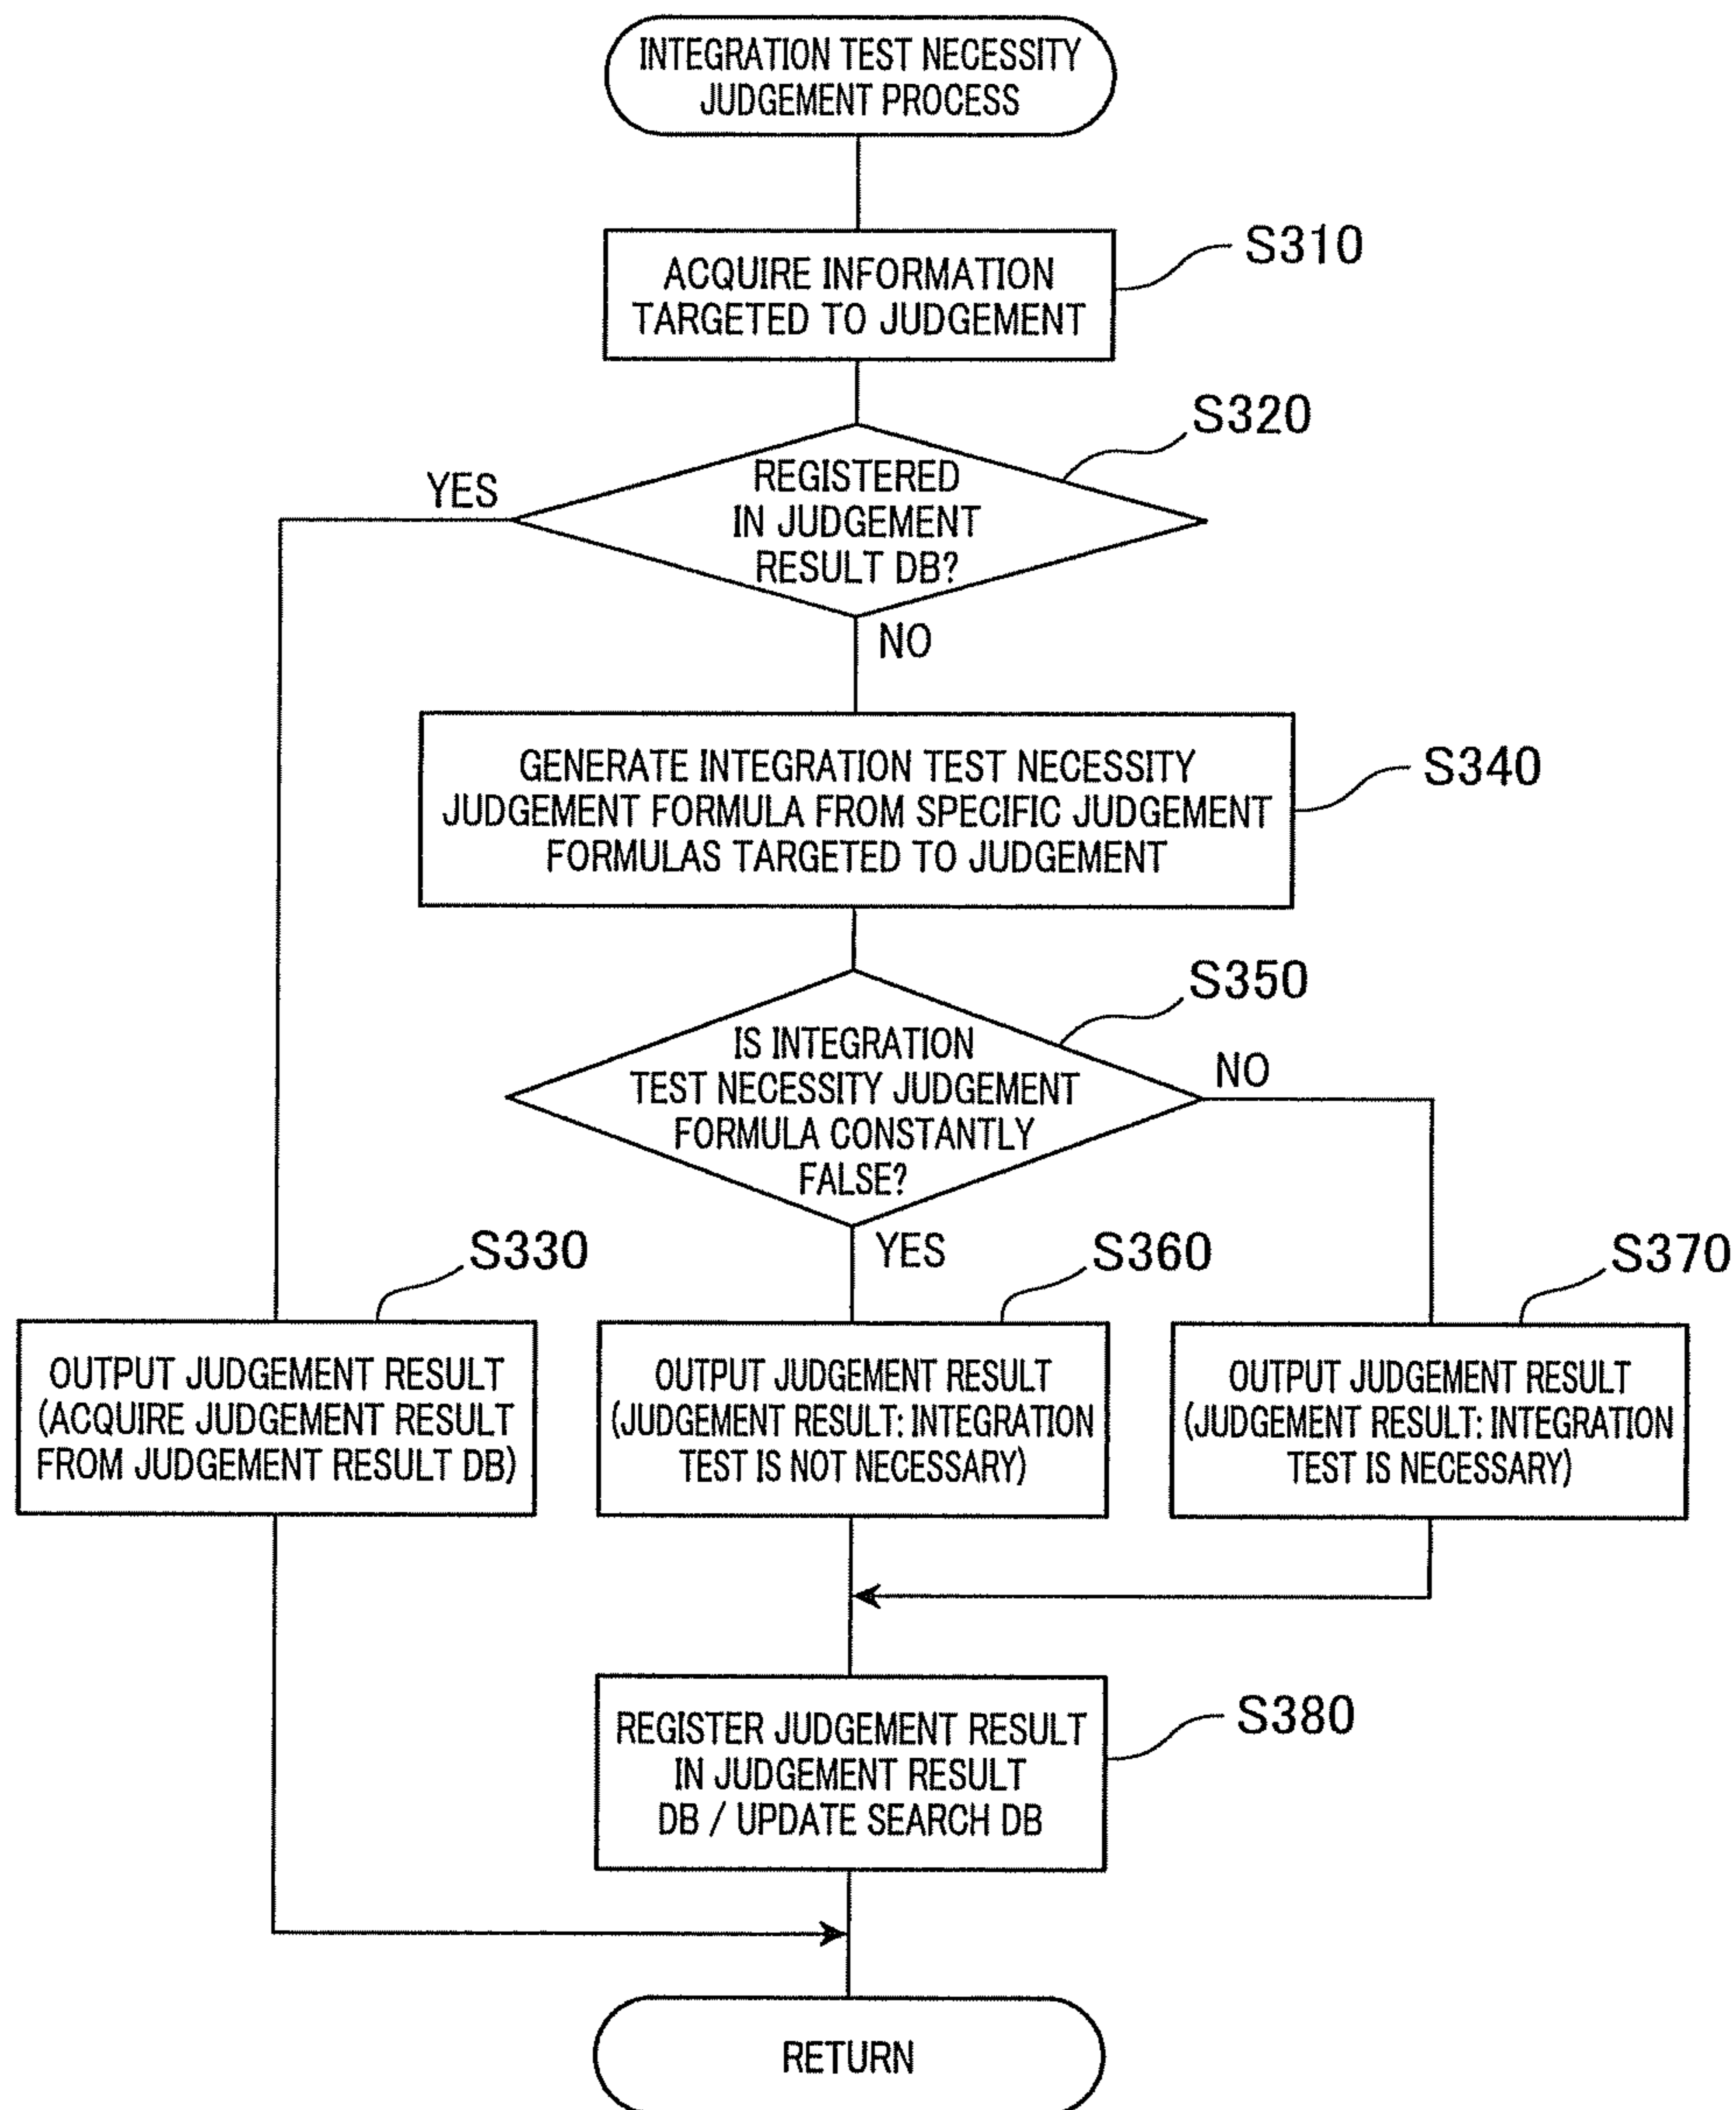 INTEGRATION TEST NECESSITY
JUDGEMENT PROCESS
S310
ACQUIRE INFORMATION
TARGETED TO JUDGEMENT
S320
YES
REGISTERED
IN JUDGEMENT
RESULT DB?
NO
S340
GENERATE INTEGRATION TEST NECESSITY
JUDGEMENT FORMULA FROM SPECIFIC JUDGEMENT
FORMULAS TARGETED TO JUDGEMENT
S350
IS INTEGRATION
TEST NECESSITY JUDGEMENT
FORMULA CONSTANTLY
FALSE?
NO
YES
S330
OUTPUT JUDGEMENT RESULT
(ACQUIRE JUDGEMENT RESULT
FROM JUDGEMENT RESULT DB)
S360
OUTPUT JUDGEMENT RESULT
(JUDGEMENT RESULT: INTEGRATION
TEST IS NOT NECESSARY)
S370
OUTPUT JUDGEMENT RESULT
(JUDGEMENT RESULT: INTEGRATION
TEST IS NECESSARY)
S380
REGISTER JUDGEMENT RESULT
IN JUDGEMENT RESULT
DB / UPDATE SEARCH DB
RETURN